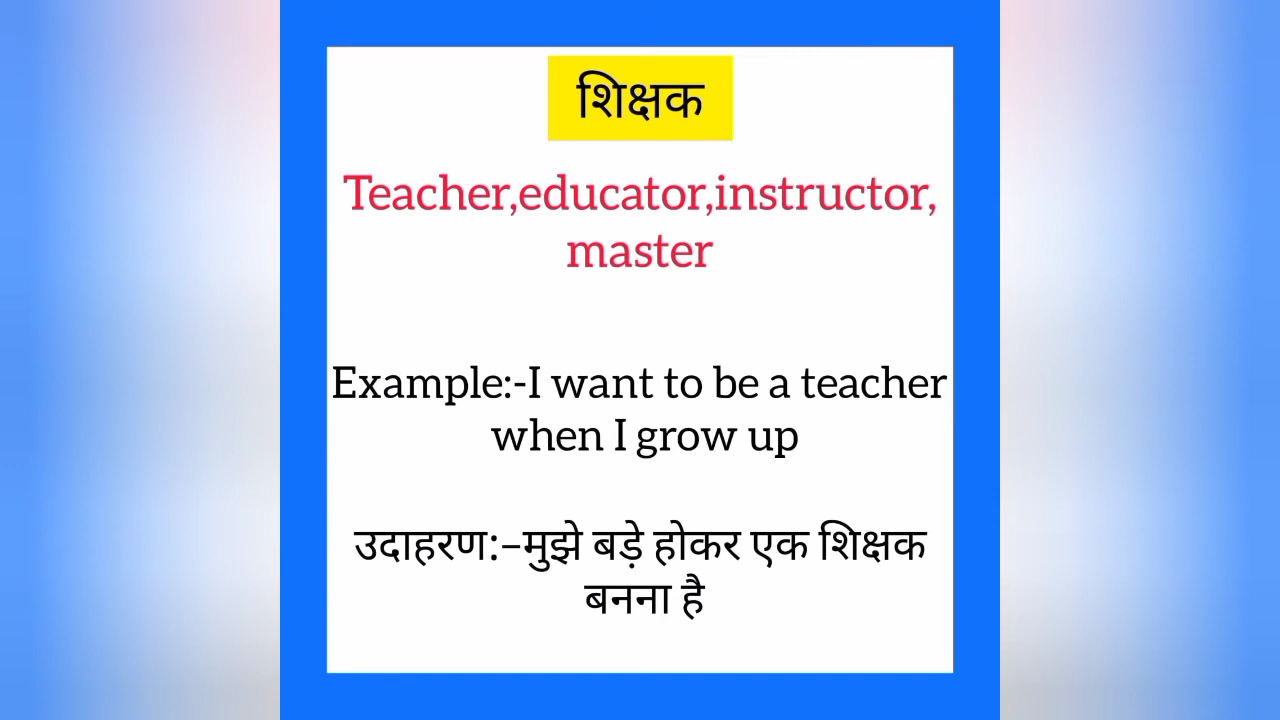 शिक्षक
Teacher,educator,instructor,
master
Example:-I want to be a teacher
when I grow up
उदाहरण:–मुझे बड़े होकर एक शिक्षक
बनना है